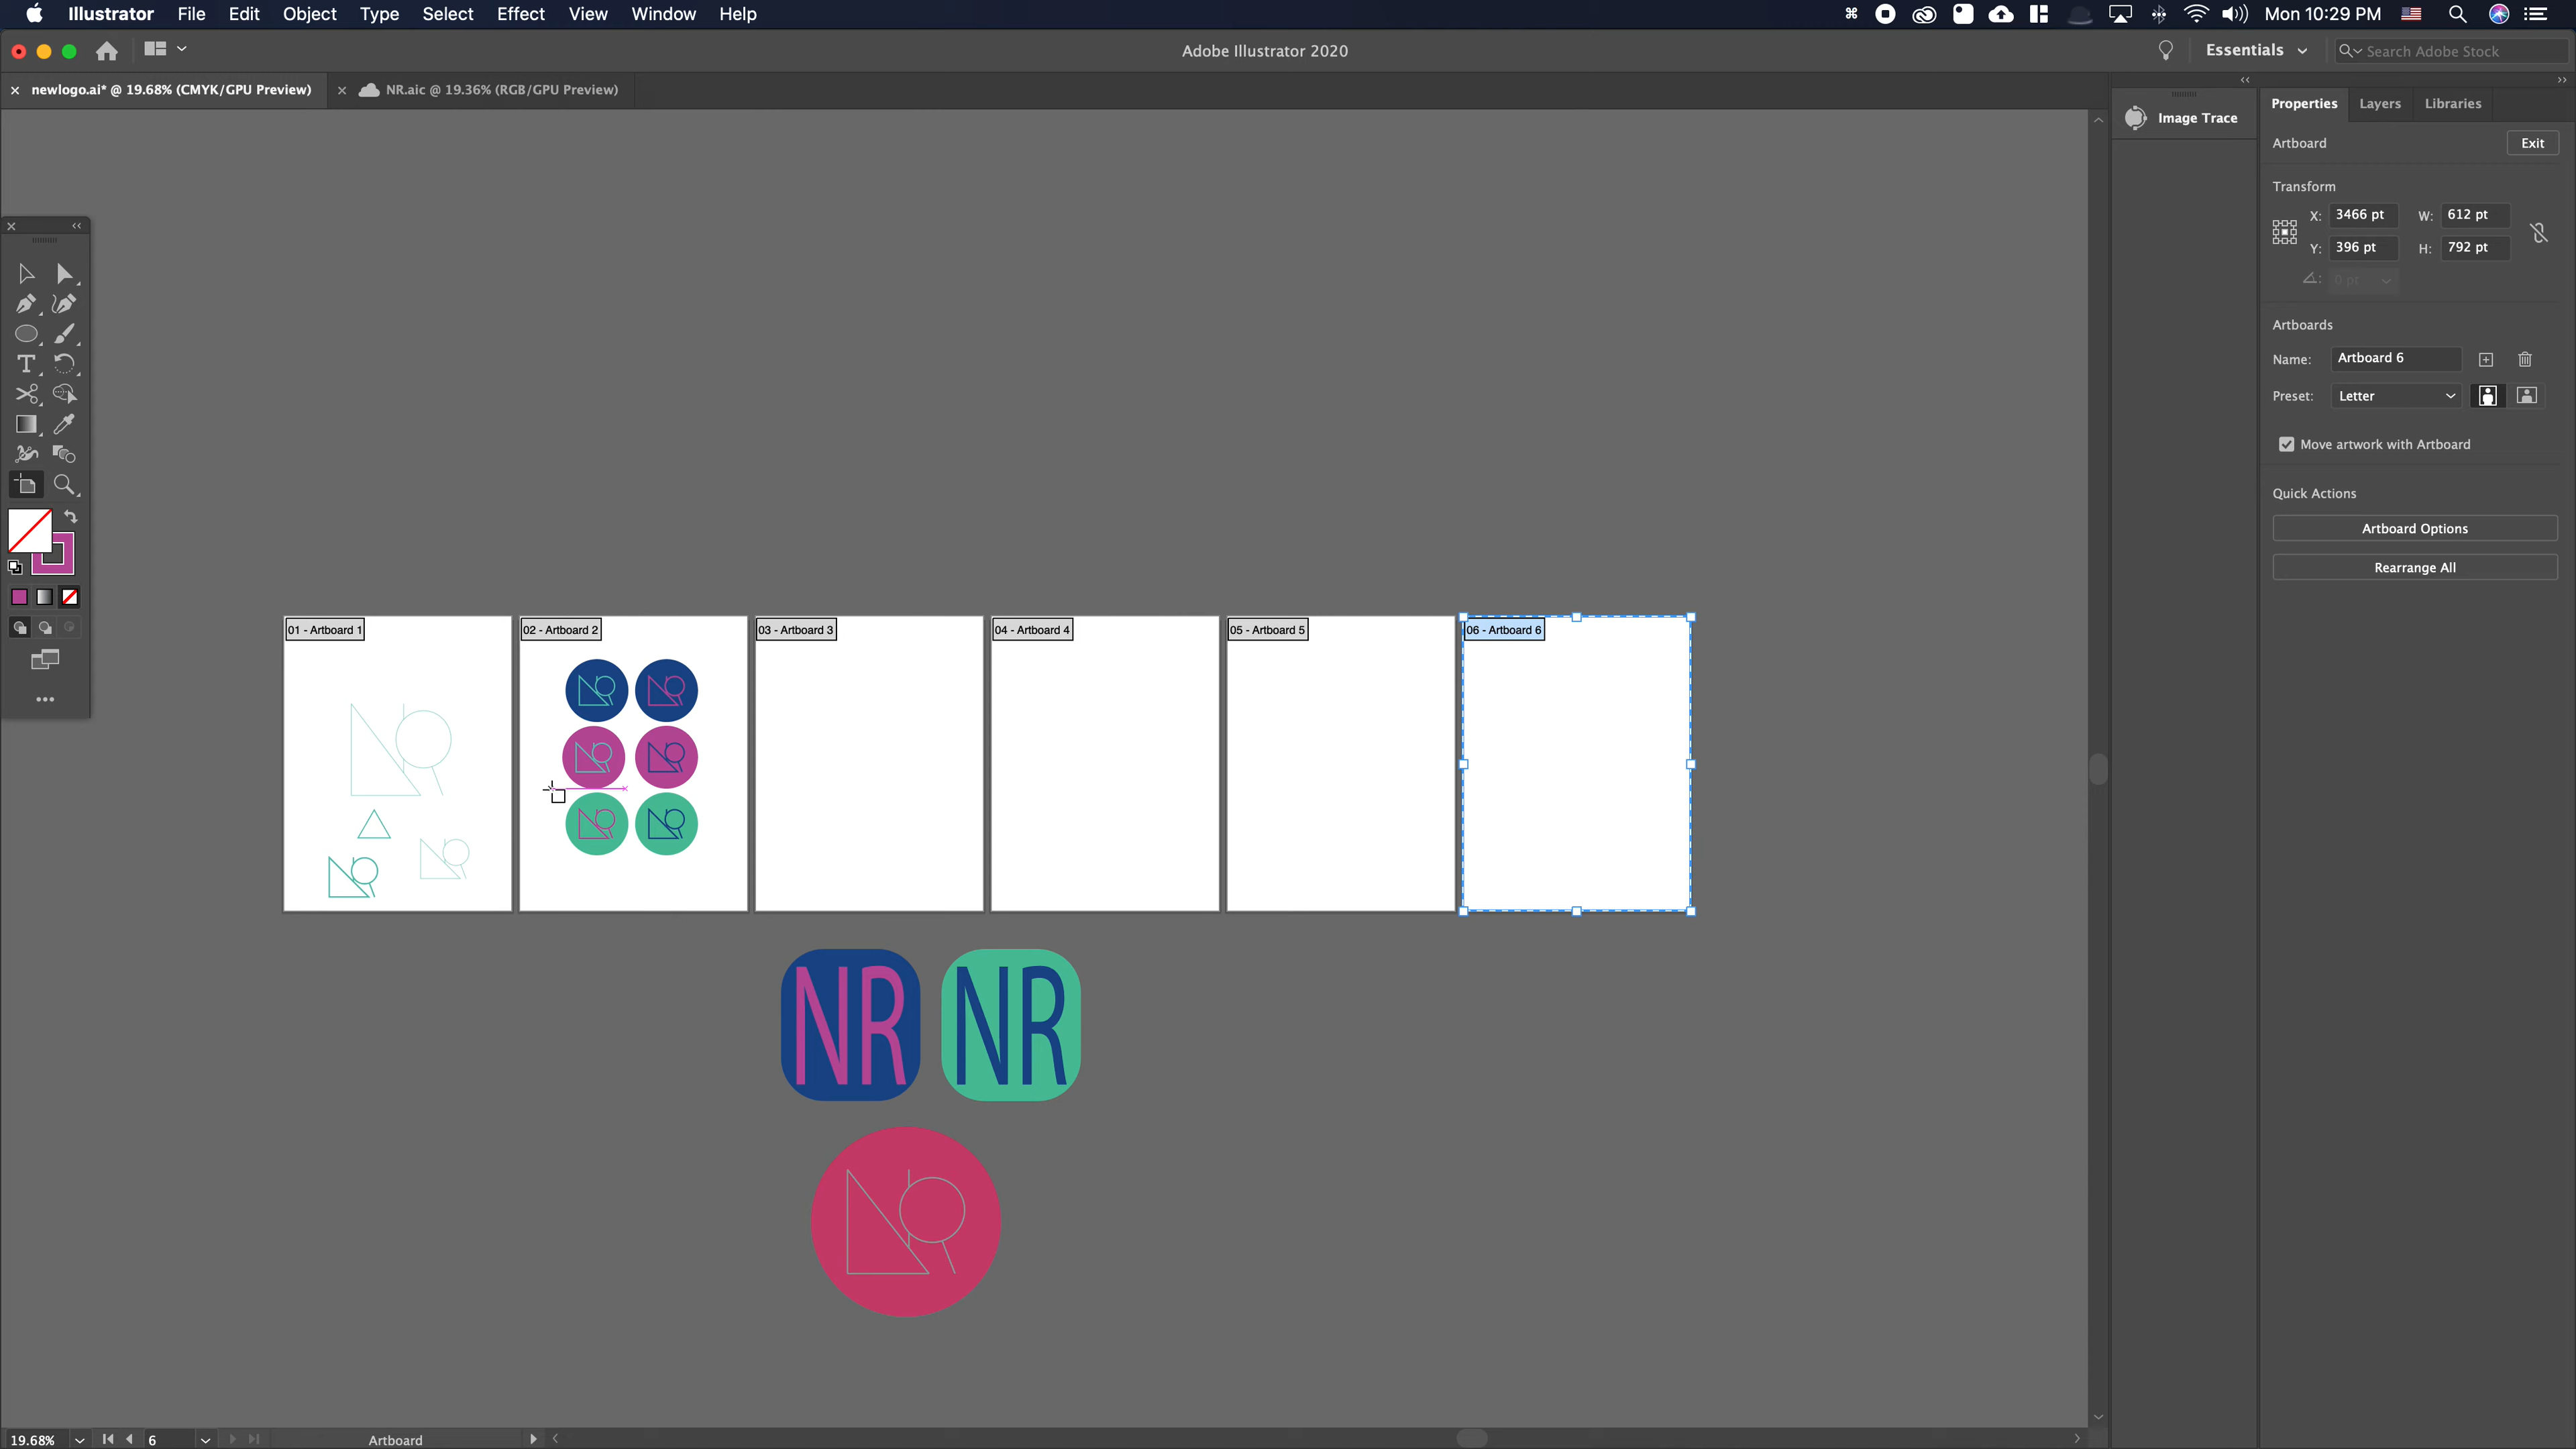 Illustrator File Edit Object Type Select Effect View Window Help Mon 10:29 PM
Adobe Illustrator 2020 Essentials Search Adobe Stock
newlogo.ai* @ 19.68% (CMYK/GPU Preview) NR.aic @ 19.36% (RGB/GPU Preview)
Image Trace
Properties Layers Libraries
Artboard Exit
Transform
X: 3466 pt W: 612 pt
Y: 396 pt H: 792 pt
0 pt
Artboards
Name: Artboard 6
Preset: Letter
Move artwork with Artboard
Quick Actions
Artboard Options
Rearrange All
01 - Artboard 1 02 - Artboard 2 03 - Artboard 3 04 - Artboard 4 05 - Artboard 5 06 - Artboard 6
NR NR
19.68% 6 Artboard